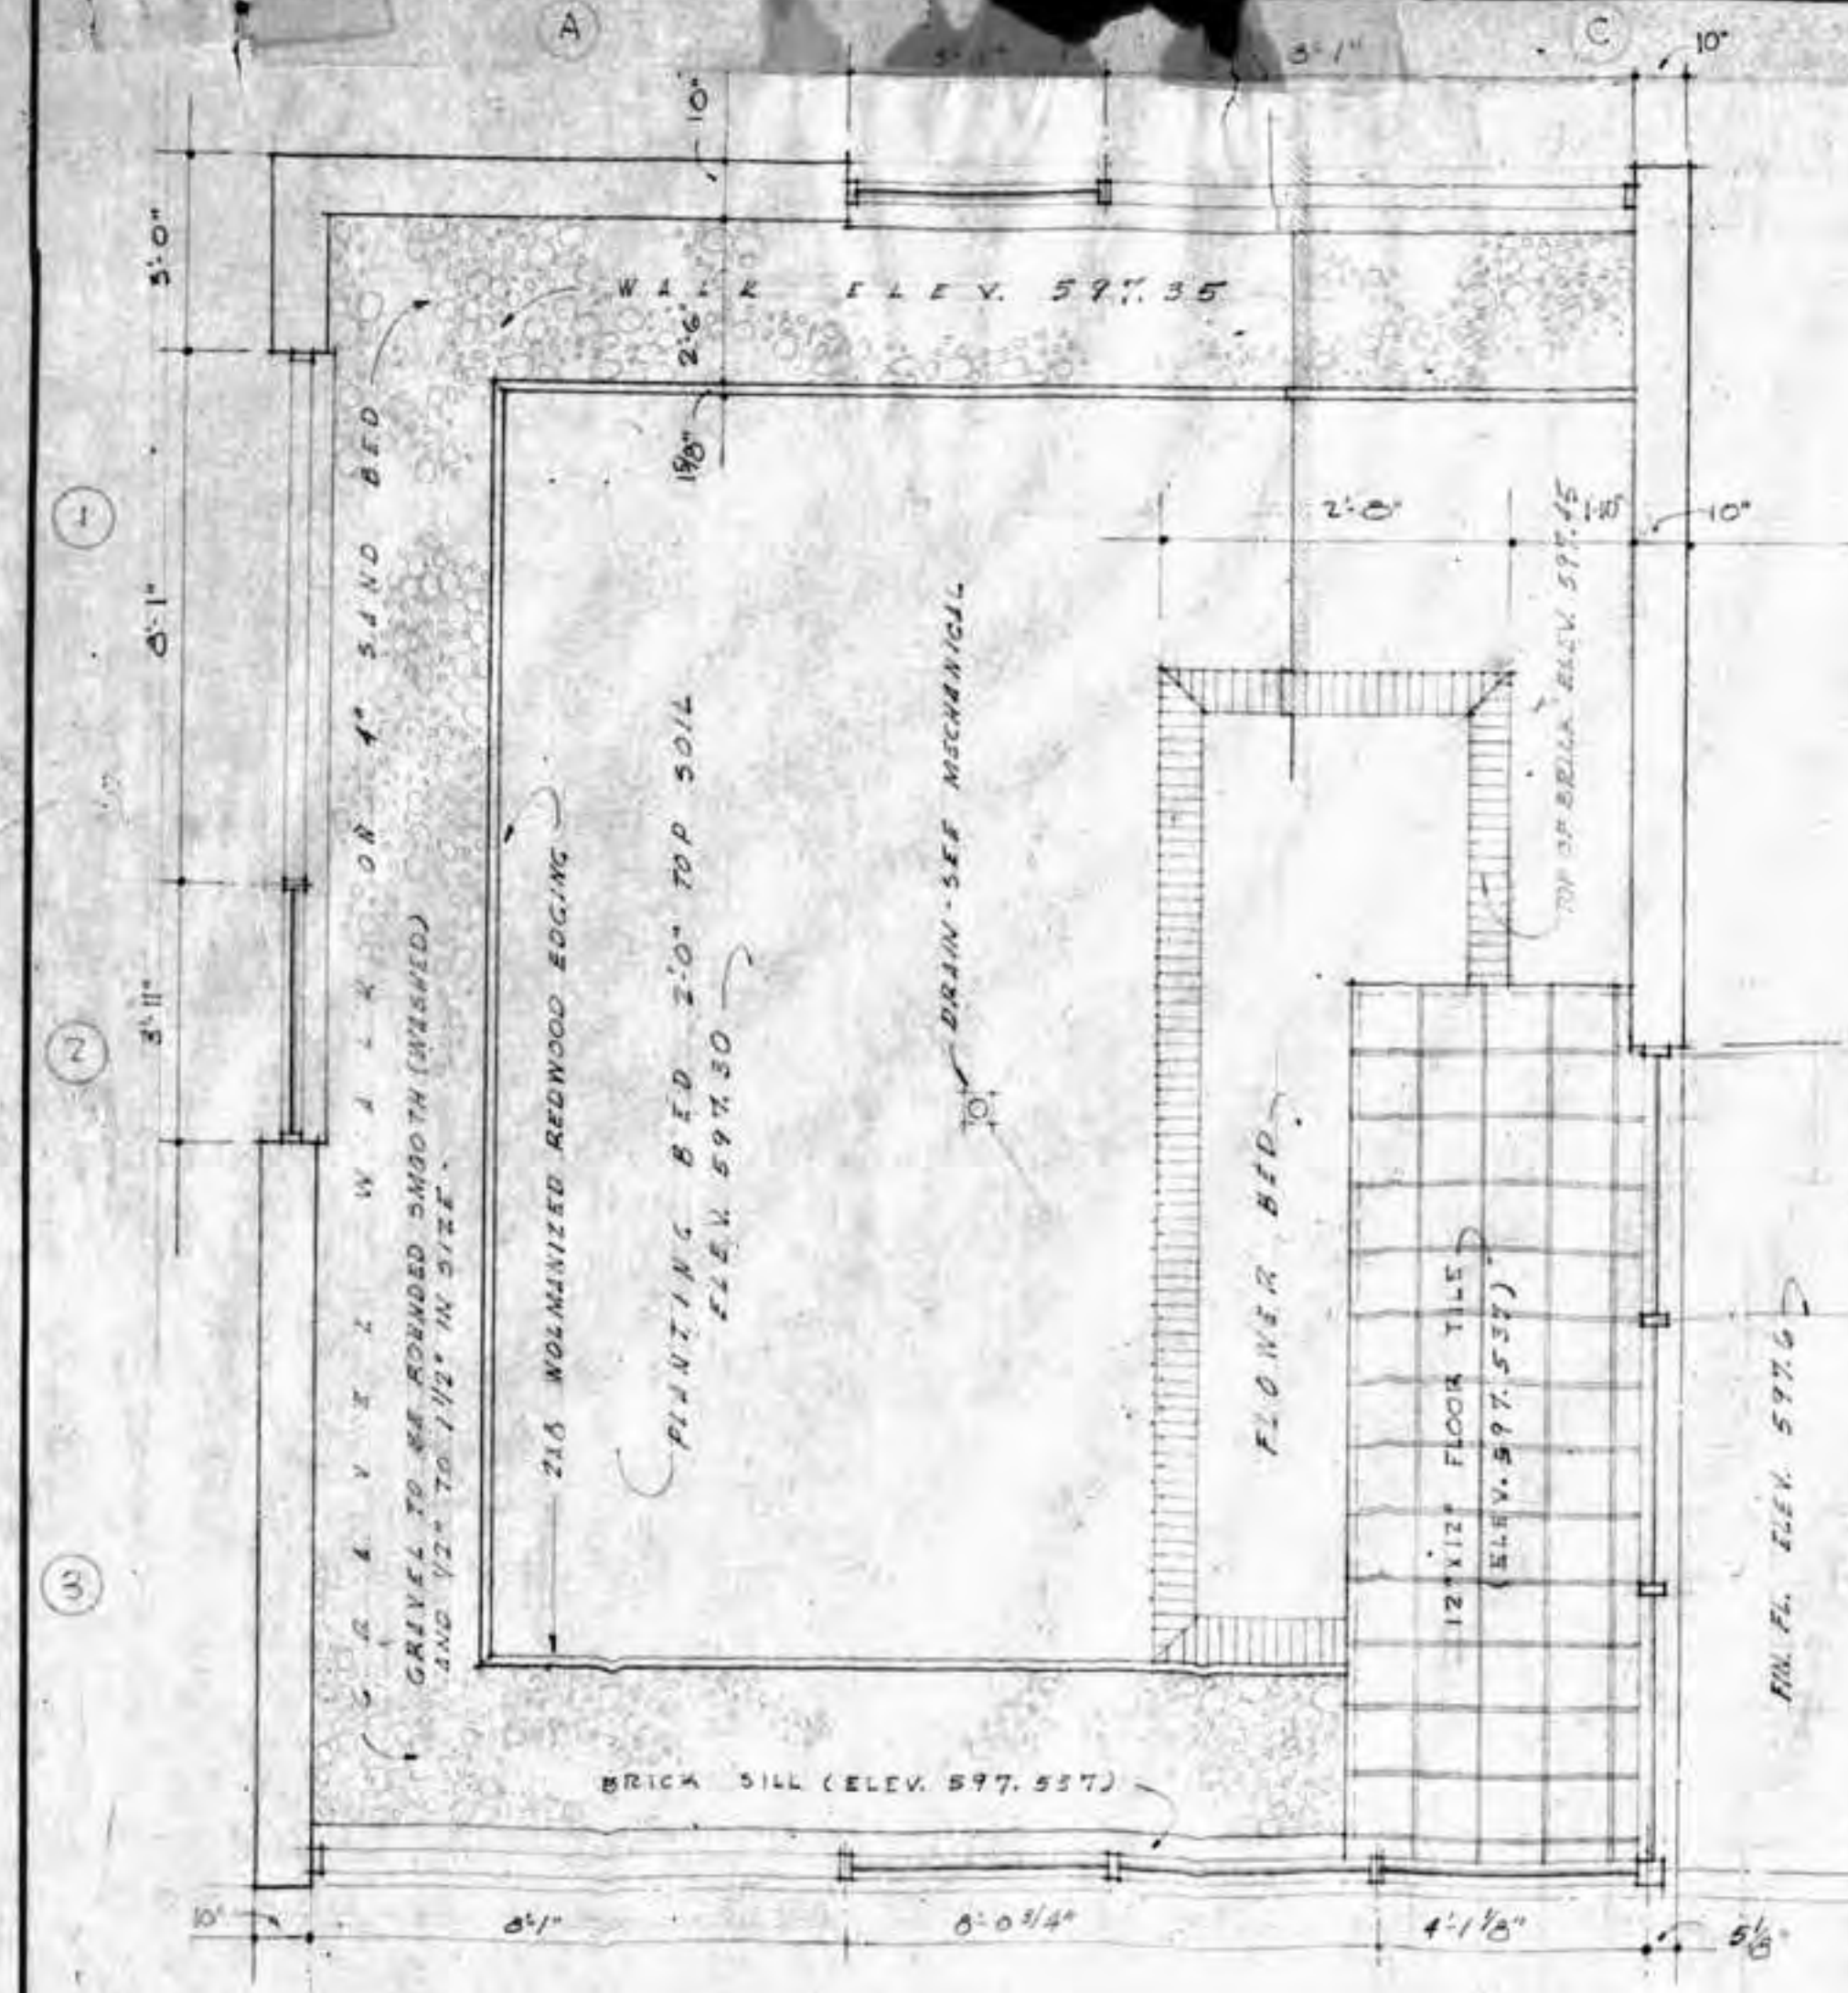 A
C
3'-11"
8'-1"
10"
10"
3'-0"
WALK ELEV. 597.35
2'-6"
1 5/8"
1
8'-1"
2'-8"
1'-10"
10"
TOP OF BRICK ELEV. 597.45
GRAVEL WALK ON 4" SAND BED
GRAVEL TO BE ROUNDED SMOOTH (WASHED)
AND 1/2" TO 1 1/2" IN SIZE.
2X8 WOLMANIZED REDWOOD EDGING
PLANTING BED 2'-0" TOP SOIL
ELEV. 597.30
DRAIN - SEE MECHANICAL
2
3'-11"
FLOWER BED
12"X12" FLOOR TILE
(ELEV. 597.537)
FIN. FL. ELEV. 597.6
3
BRICK SILL (ELEV. 597.537)
10"
8'-1"
8'-0 3/4"
4'-1 1/8"
5 1/8"